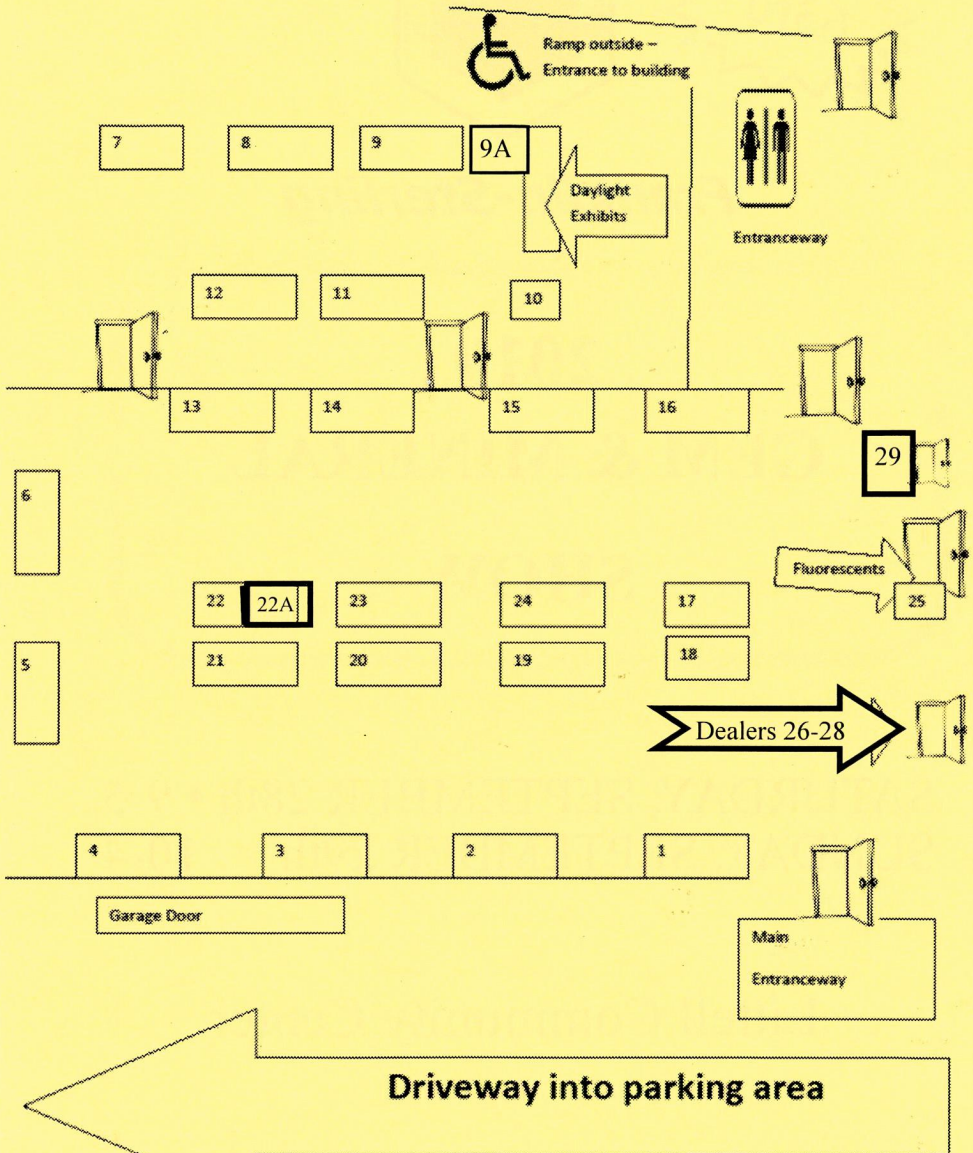 Ramp outside –
Entrance to building
7
8
9
9A
Daylight
Exhibits
Entranceway
12
11
10
13
14
15
16
29
6
Fluorescents
25
22
22A
23
24
17
5
21
20
19
18
Dealers 26-28
4
3
2
1
Garage Door
Main
Entranceway
Driveway into parking area